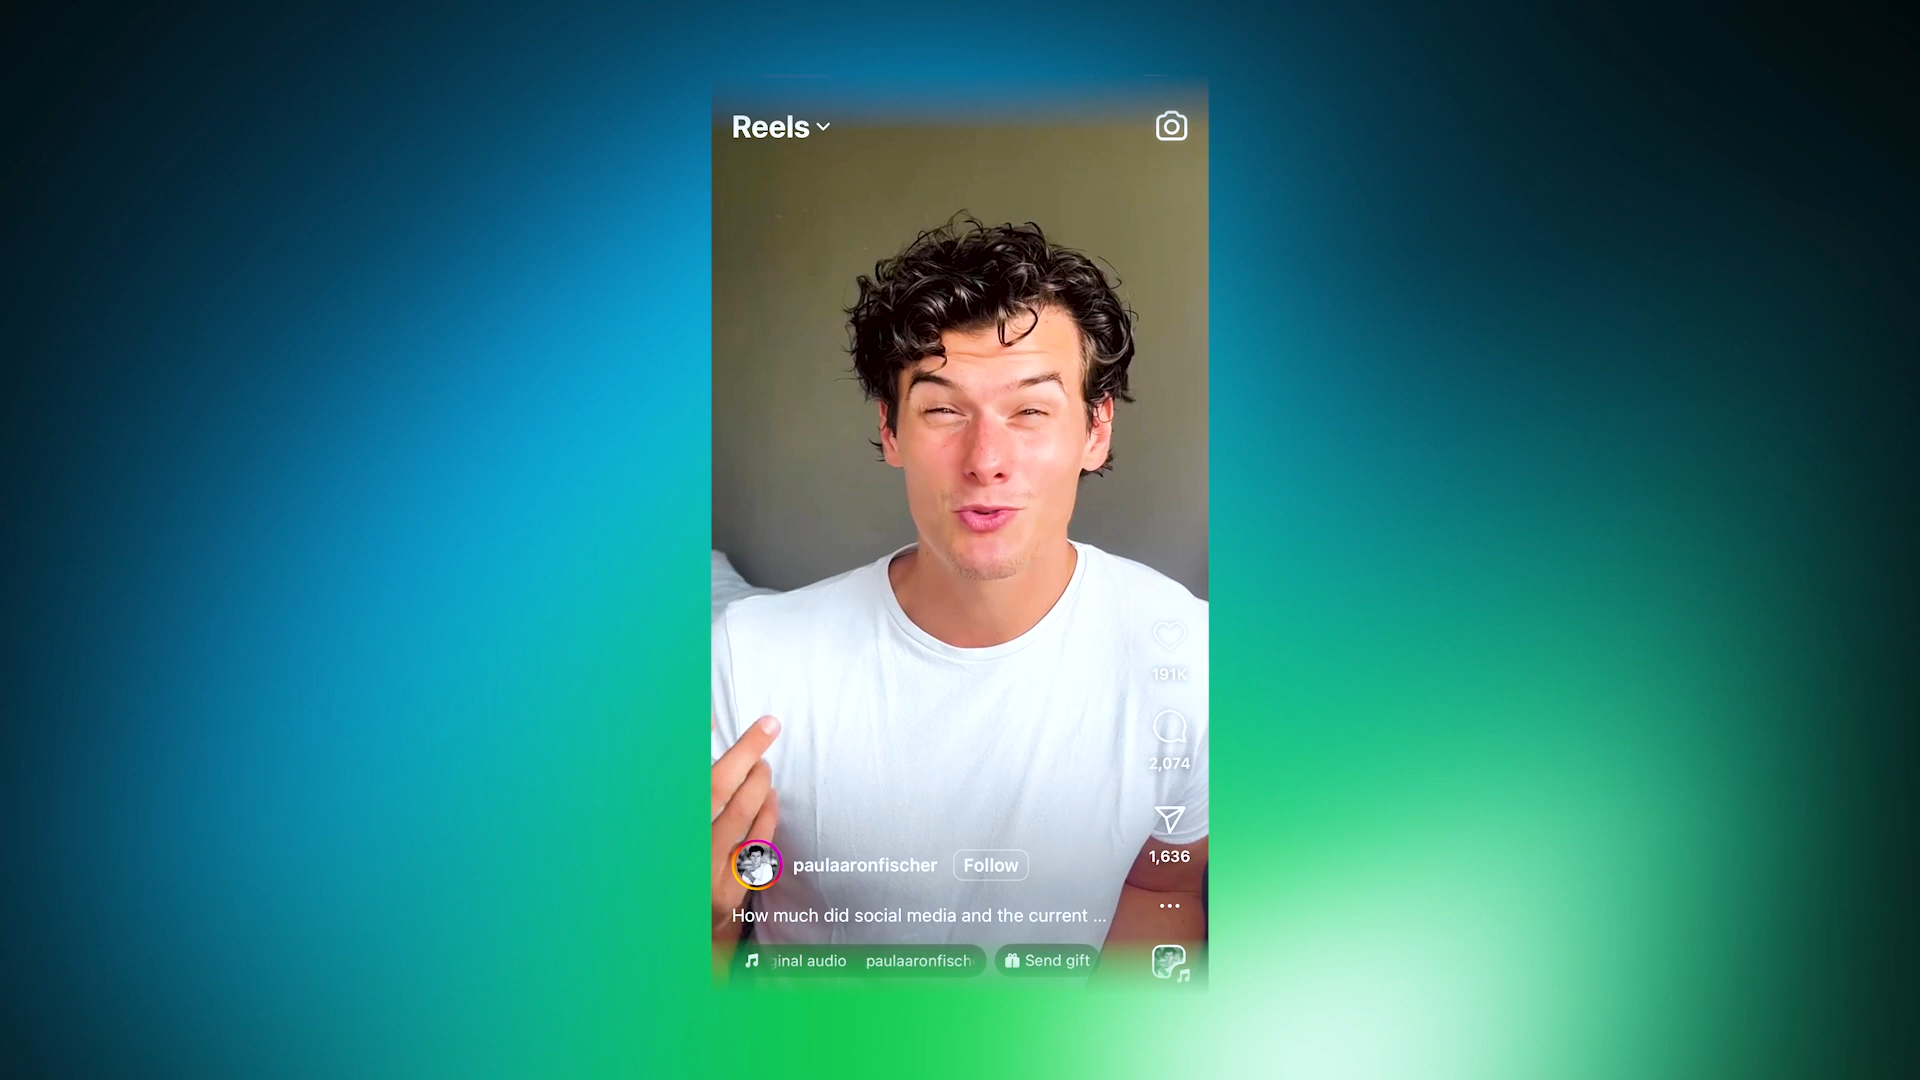 Reels
191K
2,074
1,636
paulaaronfischer Follow
How much did social media and the current ...
audio paulaaronfisch Send gift